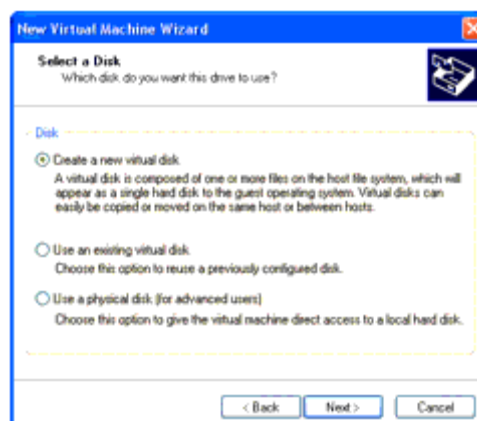 New Virtual Machine Wizard
Select a Disk
Which disk do you want this drive to use?
Disk
Create a new virtual disk
A virtual disk is composed of one or more files on the host file system, which will
appear as a single hard disk to the guest operating system. Virtual disks can
easily be copied or moved on the same host or between hosts.
Use an existing virtual disk
Choose this option to reuse a previously configured disk.
Use a physical disk (for advanced users)
Choose this option to give the virtual machine direct access to a local hard disk.
< Back
Next >
Cancel